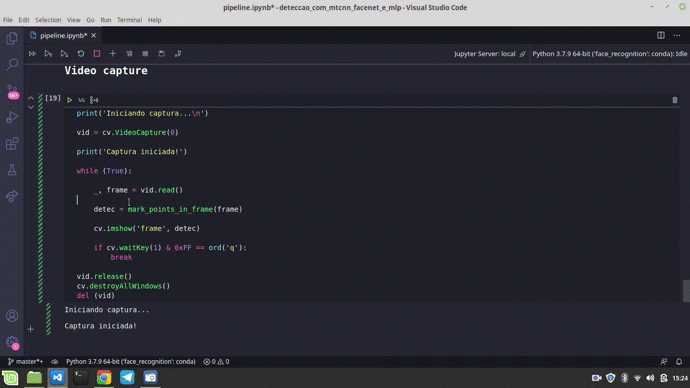 pipeline.ipynb* - deteccao_com_mtcnn_facenet_e_mlp - Visual Studio Code
File Edit Selection View Go Run Terminal Help
pipeline.ipynb*
Jupyter Server: local Python 3.7.9 64-bit ('face_recognition': conda): Idle
Video capture
[19]
print('Iniciando captura...\n')
vid = cv.VideoCapture(0)
print('Captura iniciada!')
while (True):
_, frame = vid.read()
detec = mark_points_in_frame(frame)
cv.imshow('frame', detec)
if cv.waitKey(1) & 0xFF == ord('q'):
break
vid.release()
cv.destroyAllWindows()
del (vid)
Iniciando captura...
Captura iniciada!
master*+ Python 3.7.9 64-bit ('face_recognition': conda) 0 0
15:24